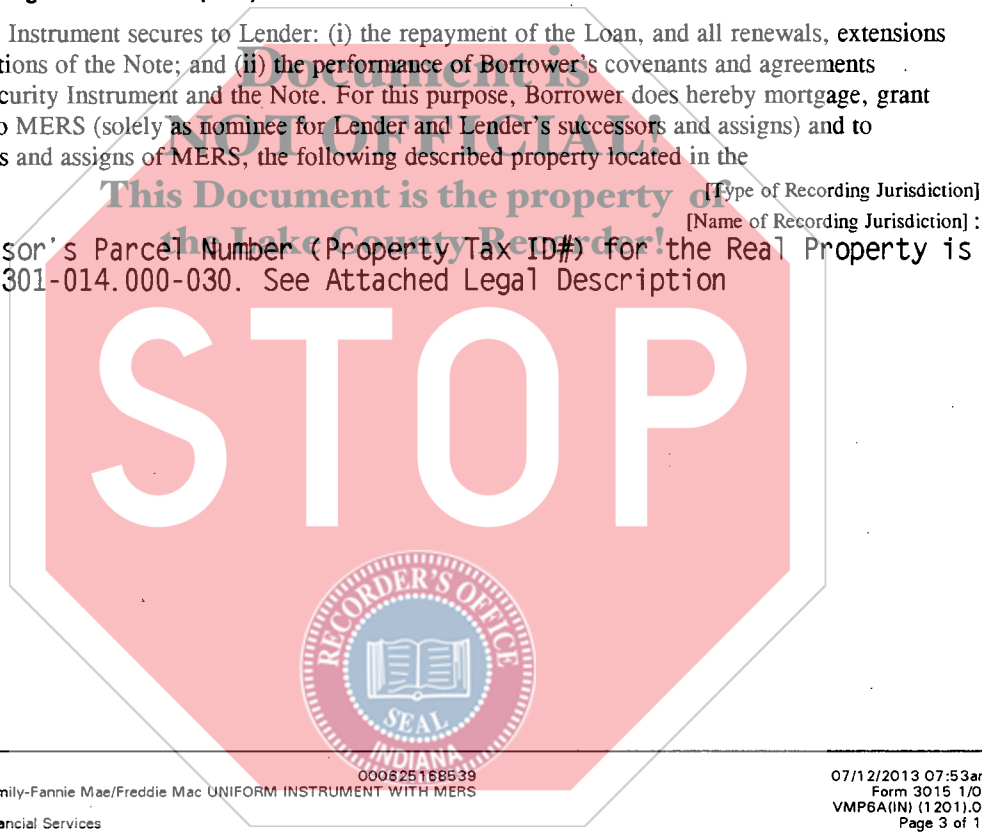 Instrument secures to Lender: (i) the repayment of the Loan, and all renewals, extensions
tions of the Note; and (ii) the performance of Borrower's covenants and agreements
curity Instrument and the Note. For this purpose, Borrower does hereby mortgage, grant
o MERS (solely as nominee for Lender and Lender's successors and assigns) and to
s and assigns of MERS, the following described property located in the
Document is
NOT OFFICIAL!
This Document is the property of
the Lake County Recorder!
[Type of Recording Jurisdiction]
[Name of Recording Jurisdiction] :
sor's Parcel Number (Property Tax ID#) for the Real Property is
301-014.000-030. See Attached Legal Description
STOP
RECORDER'S OFFICE
SEAL
INDIANA
000625168539
mily-Fannie Mae/Freddie Mac UNIFORM INSTRUMENT WITH MERS
ancial Services
07/12/2013 07:53am
Form 3015 1/0
VMP6A(IN) (1201).0
Page 3 of 1